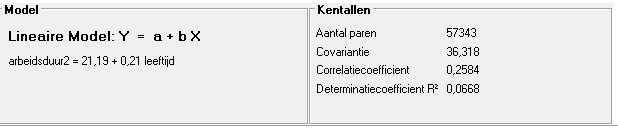 Model
Lineaire Model: Y = a + b X
arbeidsduur2 = 21,19 + 0,21 leeftijd
Kentallen
Aantal paren 57343
Covariantie 36,318
Correlatiecoefficient 0,2584
Determinatiecoefficient R² 0,0668